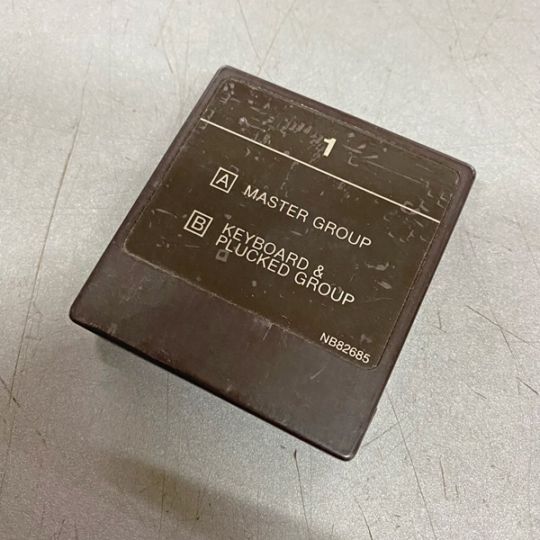 1
A MASTER GROUP
B KEYBOARD &
PLUCKED GROUP
NB82685